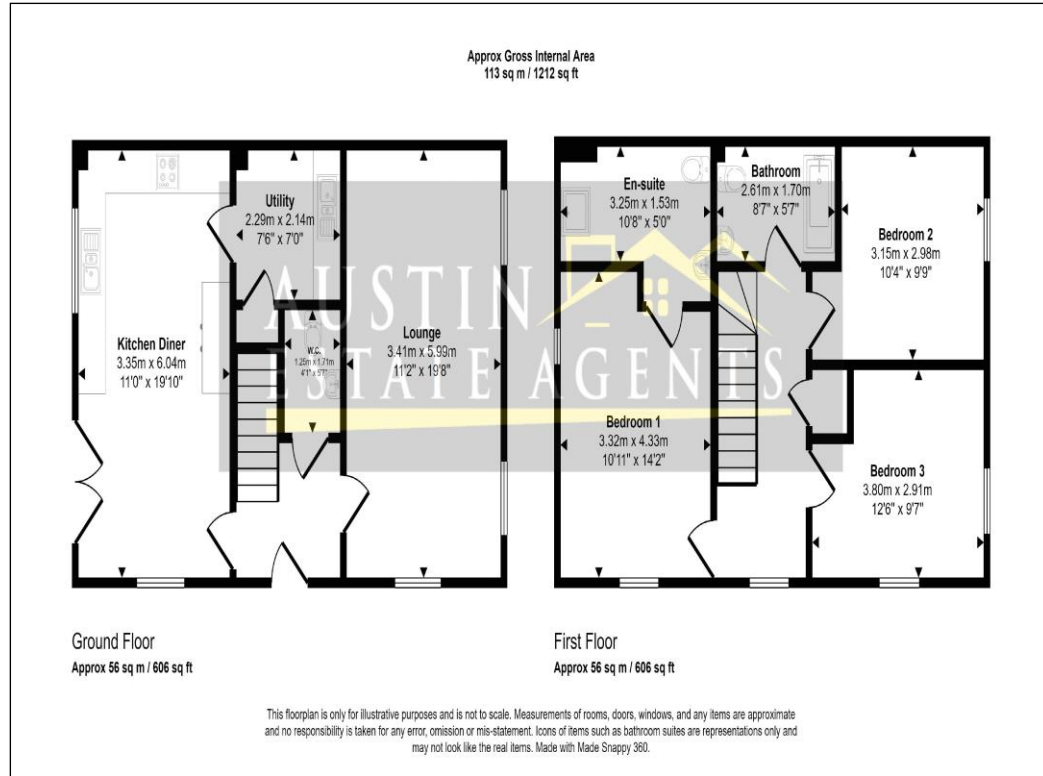 Approx Gross Internal Area
113 sq m / 1212 sq ft
Utility
2.29m x 2.14m
7'6" x 7'0"
Kitchen Diner
3.35m x 6.04m
11'0" x 19'10"
W.C.
1.25m x 1.71m
4'1" x 5'7"
Lounge
3.41m x 5.99m
11'2" x 19'8"
En-suite
3.25m x 1.53m
10'8" x 5'0"
Bathroom
2.61m x 1.70m
8'7" x 5'7"
Bedroom 2
3.15m x 2.98m
10'4" x 9'9"
Bedroom 1
3.32m x 4.33m
10'11" x 14'2"
Bedroom 3
3.80m x 2.91m
12'6" x 9'7"
AUSTIN
ESTATE AGENTS
Ground Floor
Approx 56 sq m / 606 sq ft
First Floor
Approx 56 sq m / 606 sq ft
This floorplan is only for illustrative purposes and is not to scale. Measurements of rooms, doors, windows, and any items are approximate
and no responsibility is taken for any error, omission or mis-statement. Icons of items such as bathroom suites are representations only and
may not look like the real items. Made with Made Snappy 360.